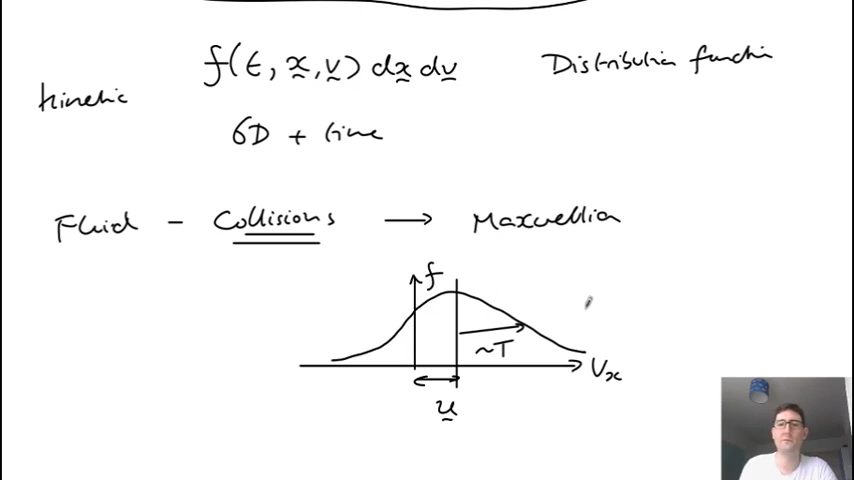 f(t, x, v) dx dv Distribution function
Kinetic
6D + time
Fluid - Collisions → Maxwellian
f
~T
Vx
u